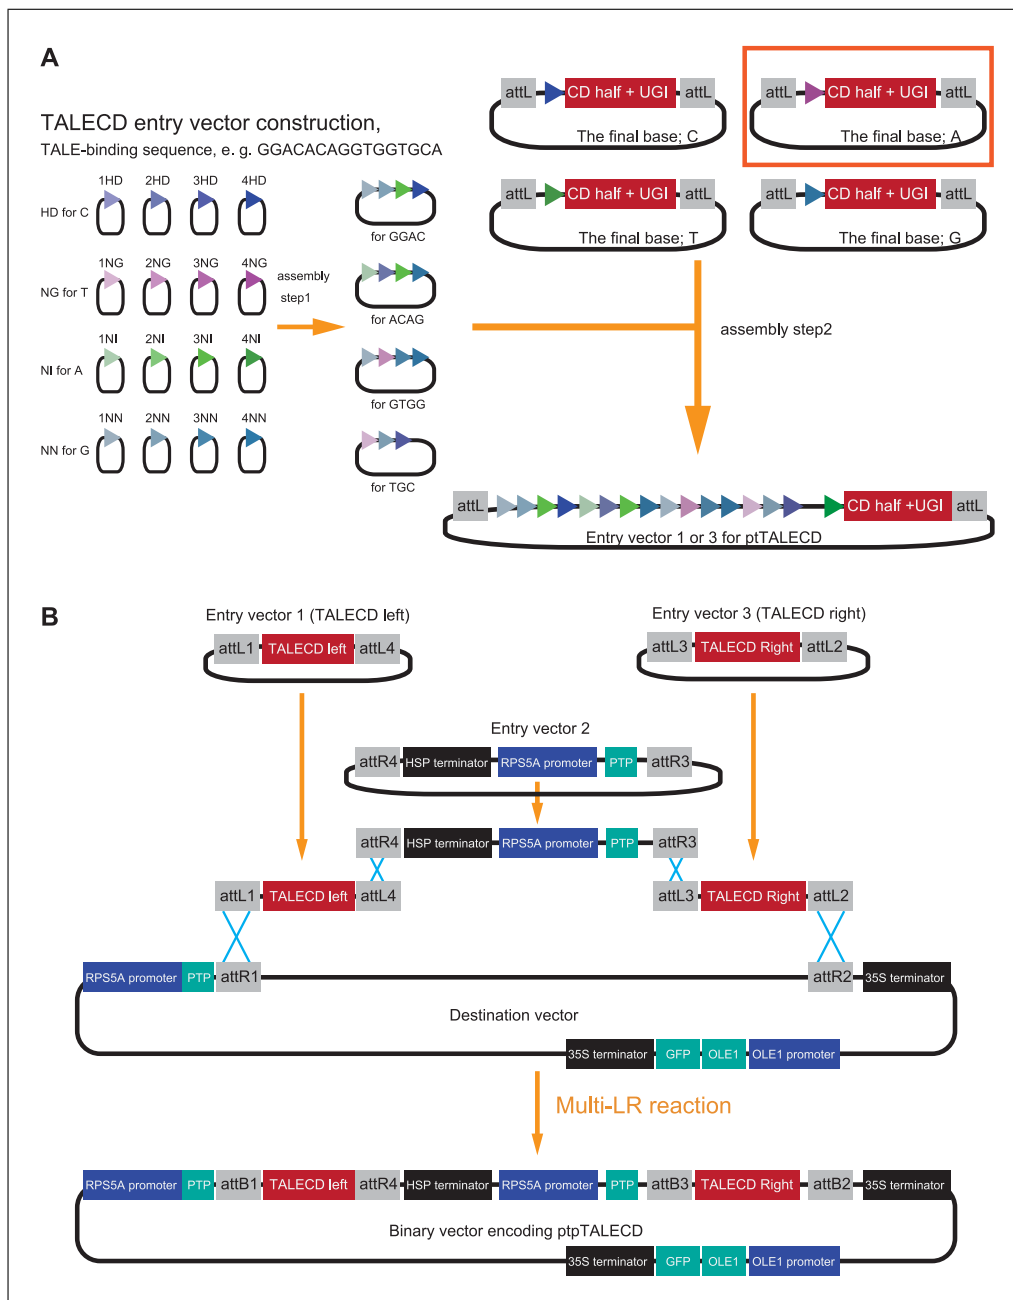 A
TALECD entry vector construction,
TALE-binding sequence, e. g. GGACACAGGTGGTGCA
1HD 2HD 3HD 4HD
HD for C
1NG 2NG 3NG 4NG
NG for T
1NI 2NI 3NI 4NI
NI for A
1NN 2NN 3NN 4NN
NN for G
assembly
step1
for GGAC
for ACAG
for GTGG
for TGC
attL CD half + UGI attL
The final base; C
attL CD half + UGI attL
The final base; A
attL CD half + UGI attL
The final base; T
attL CD half + UGI attL
The final base; G
assembly step2
attL CD half +UGI attL
Entry vector 1 or 3 for ptTALECD
B
Entry vector 1 (TALECD left)
attL1 TALECD left attL4
Entry vector 3 (TALECD right)
attL3 TALECD Right attL2
Entry vector 2
attR4 HSP terminator RPS5A promoter PTP attR3
attR4 HSP terminator RPS5A promoter PTP attR3
attL1 TALECD left attL4 attL3 TALECD Right attL2
RPS5A promoter PTP attR1 attR2 35S terminator
Destination vector
35S terminator GFP OLE1 OLE1 promoter
Multi-LR reaction
RPS5A promoter PTP attB1 TALECD left attR4 HSP terminator RPS5A promoter PTP attB3 TALECD Right attB2 35S terminator
Binary vector encoding ptpTALECD
35S terminator GFP OLE1 OLE1 promoter